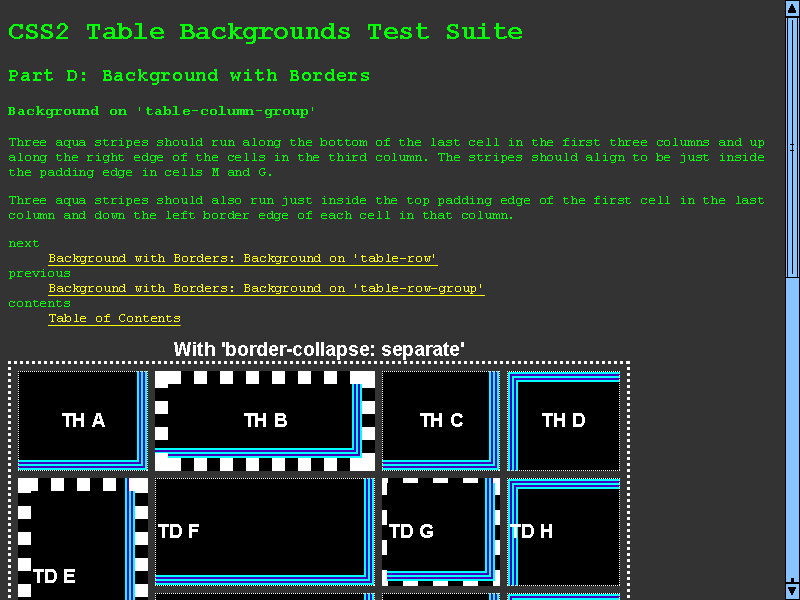 CSS2 Table Backgrounds Test Suite
Part D: Background with Borders
Background on 'table-column-group'
Three aqua stripes should run along the bottom of the last cell in the first three columns and up
along the right edge of the cells in the third column. The stripes should align to be just inside
the padding edge in cells M and G.
Three aqua stripes should also run just inside the top padding edge of the first cell in the last
column and down the left border edge of each cell in that column.
next
Background with Borders: Background on 'table-row'
previous
Background with Borders: Background on 'table-row-group'
contents
Table of Contents
With 'border-collapse: separate'
TH A
TH B
TH C
TH D
TD F
TD G
TD H
TD E